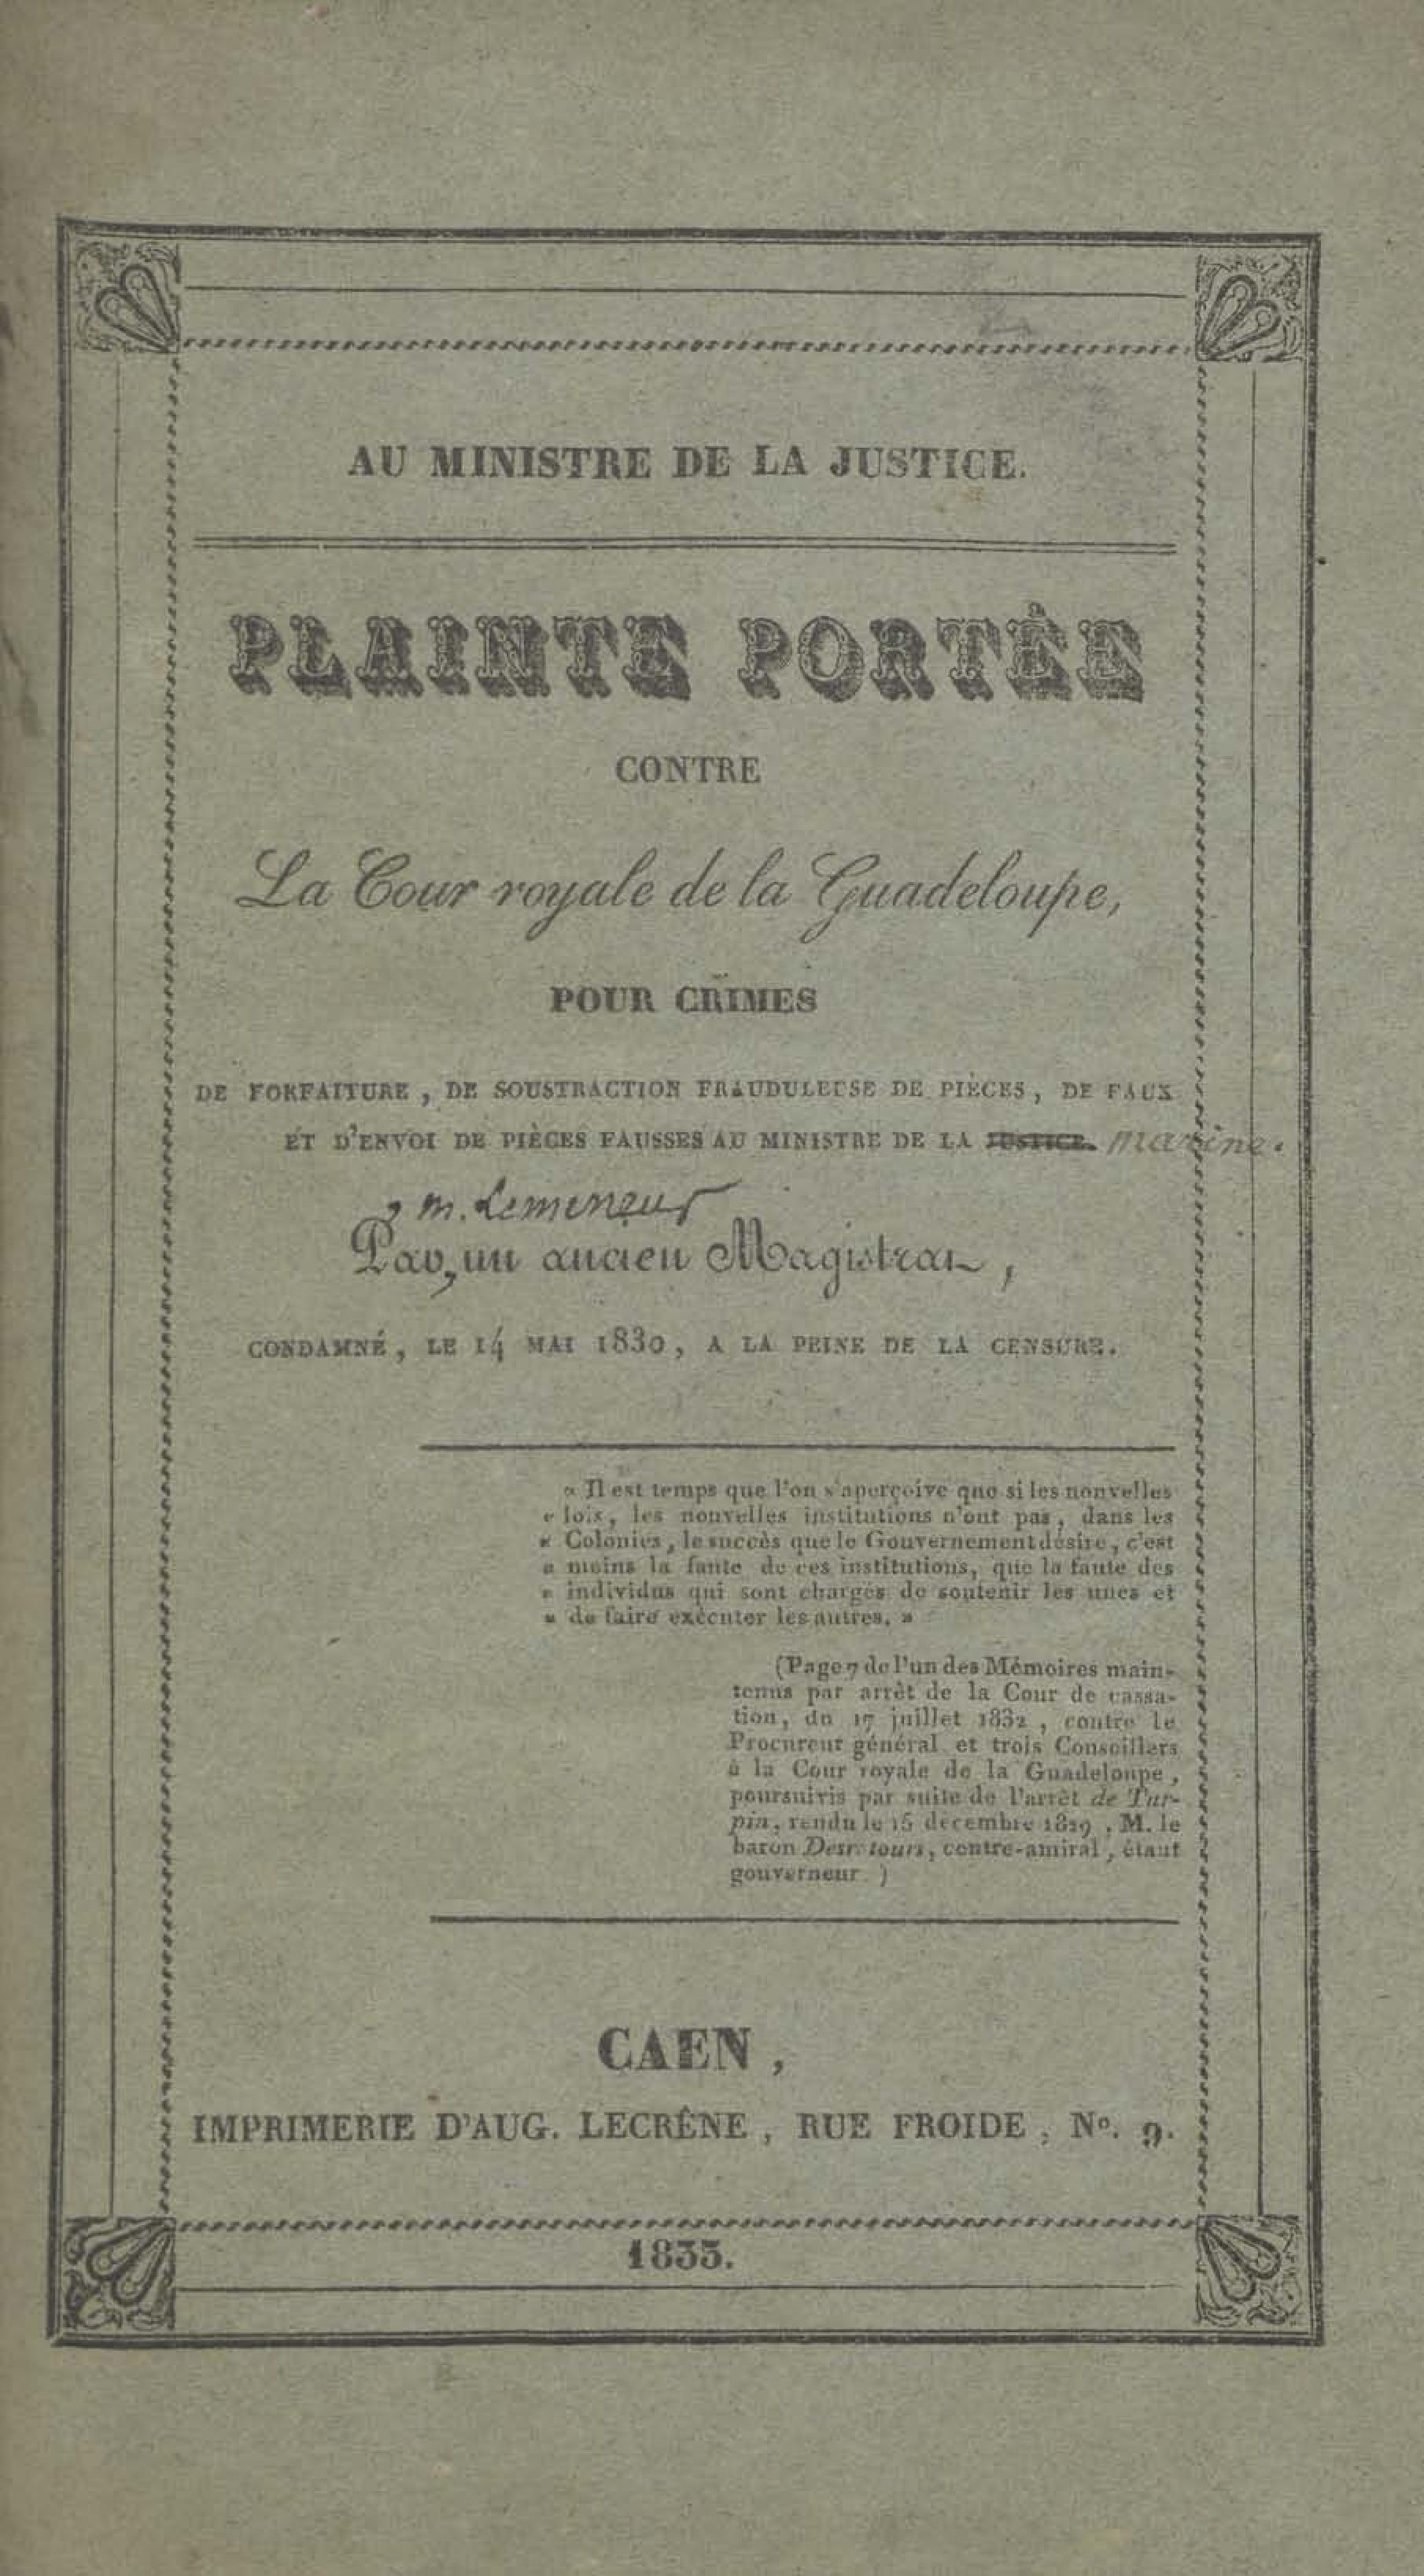 AU MINISTRE DE LA JUSTICE.
PLAINTE PORTÉE
CONTRE
La Cour royale de la Guadeloupe,
POUR CRIMES
DE FORFAITURE, DE SOUSTRACTION FRAUDULEUSE DE PIÈCES, DE FAUX
ET D'ENVOI DE PIÈCES FAUSSES AU MINISTRE DE LA JUSTICE. marine.
m. Lemeneur
Par, un ancien Magistrat,
CONDAMNÉ, LE 14 MAI 1830, A LA PEINE DE LA CENSURE.
« Il est temps que l'on s'aperçoive que si les nouvelles
« lois, les nouvelles institutions n'ont pas, dans les
« Colonies, le succès que le Gouvernement désire, c'est
« moins la faute de ces institutions, que la faute des
« individus qui sont chargés de soutenir les unes et
« de faire exécuter les autres. »
(Page 7 de l'un des Mémoires main-
tenus par arrêt de la Cour de cassa-
tion, du 17 juillet 1832, contre le
Procureur général et trois Conseillers
à la Cour royale de la Guadeloupe,
poursuivis par suite de l'arrêt de Tur-
pin, rendu le 15 décembre 1829, M. le
baron Desrotours, contre-amiral, étant
gouverneur.)
CAEN,
IMPRIMERIE D'AUG. LECRÊNE, RUE FROIDE, No. 9.
1833.